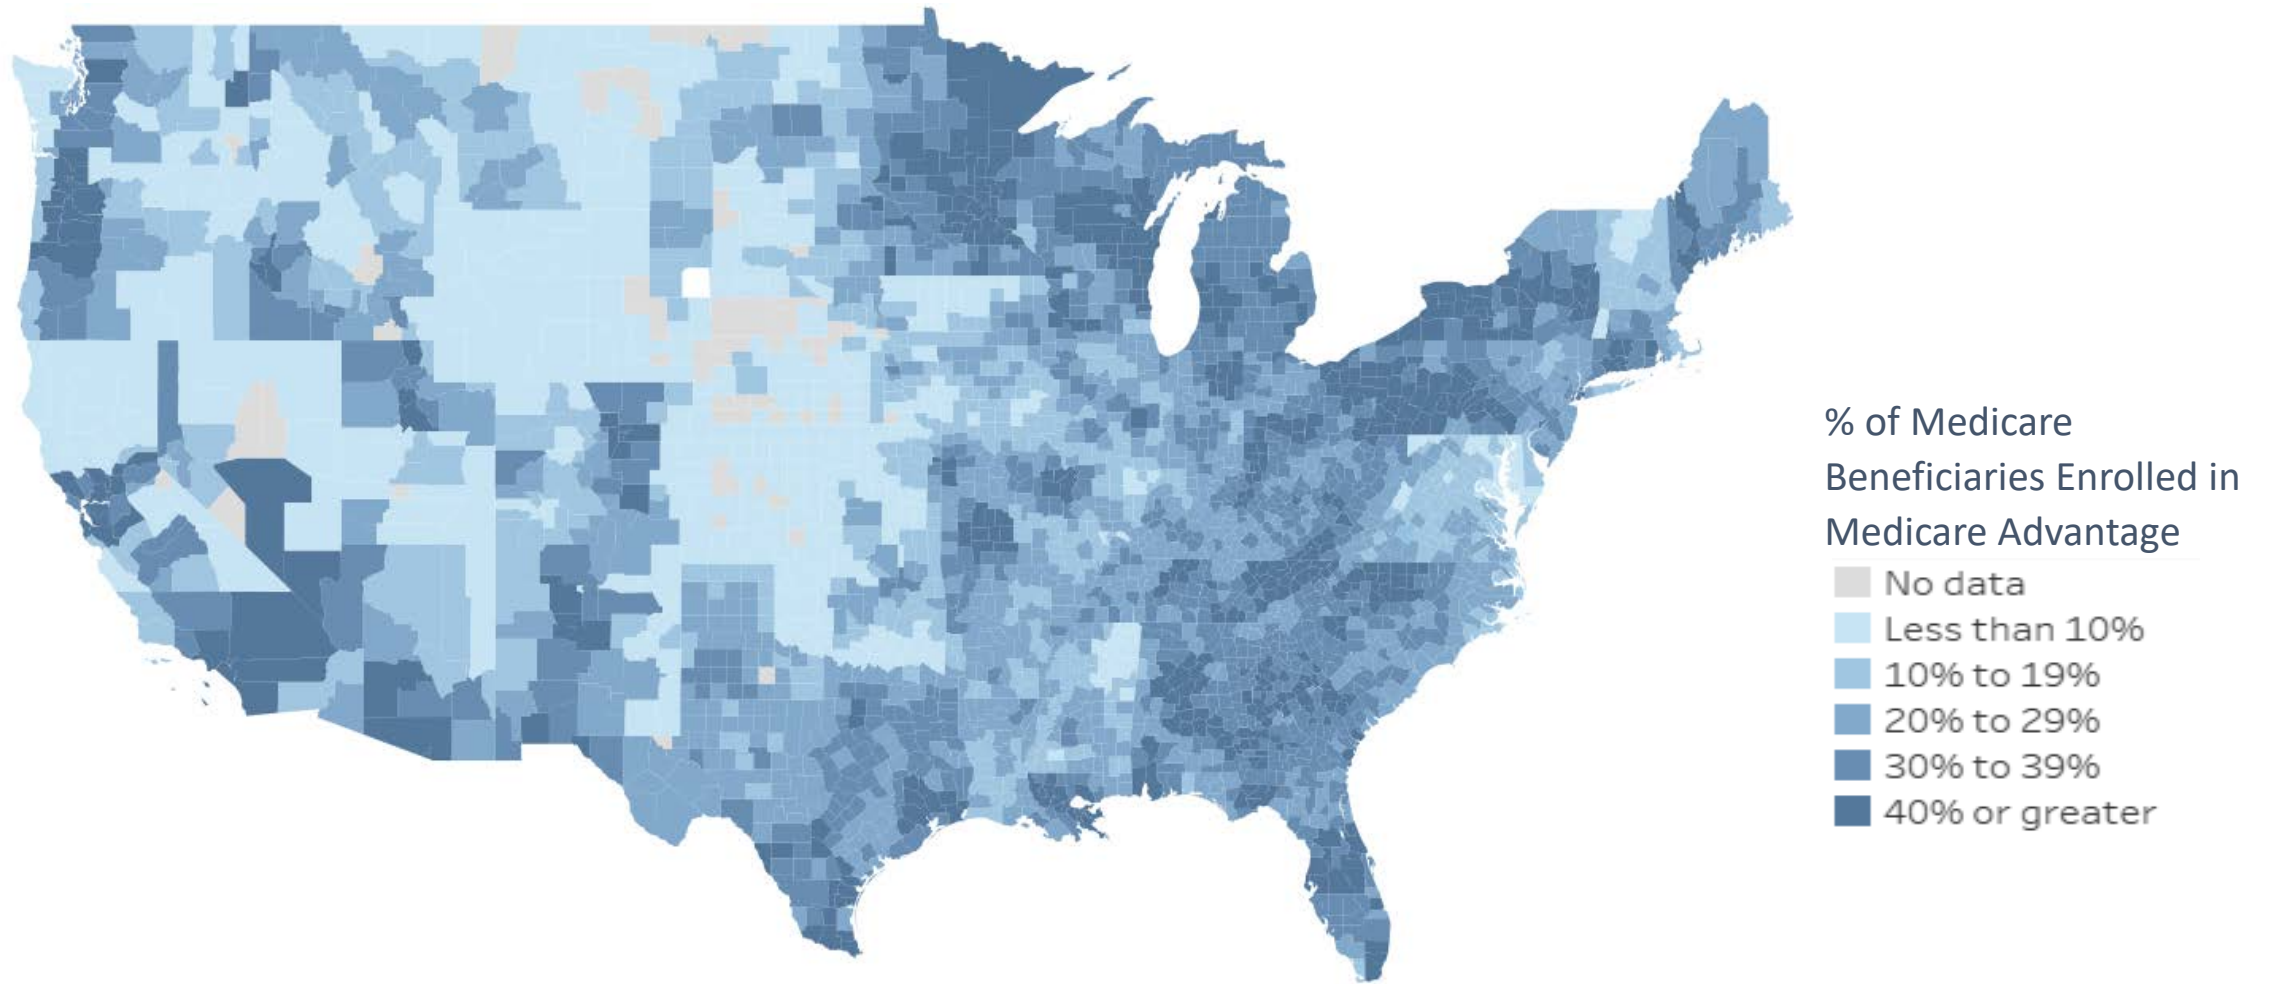 % of Medicare
Beneficiaries Enrolled in
Medicare Advantage
No data
Less than 10%
10% to 19%
20% to 29%
30% to 39%
40% or greater